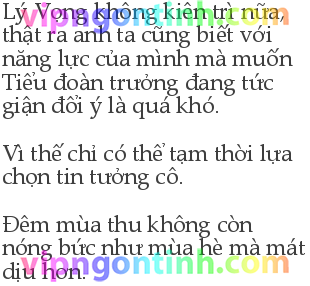 Lý Vọng không kiên trì nữa,
vipngontinh.com
thật ra anh ta cũng biết với
năng lực của mình mà muốn
Tiểu đoàn trưởng đang tức
giận đổi ý là quá khó.
Vì thế chỉ có thể tạm thời lựa
chọn tin tưởng cô.
Đêm mùa thu không còn
nóng bức như mùa hè mà mát
vipngontinh.com
dịu hơn.